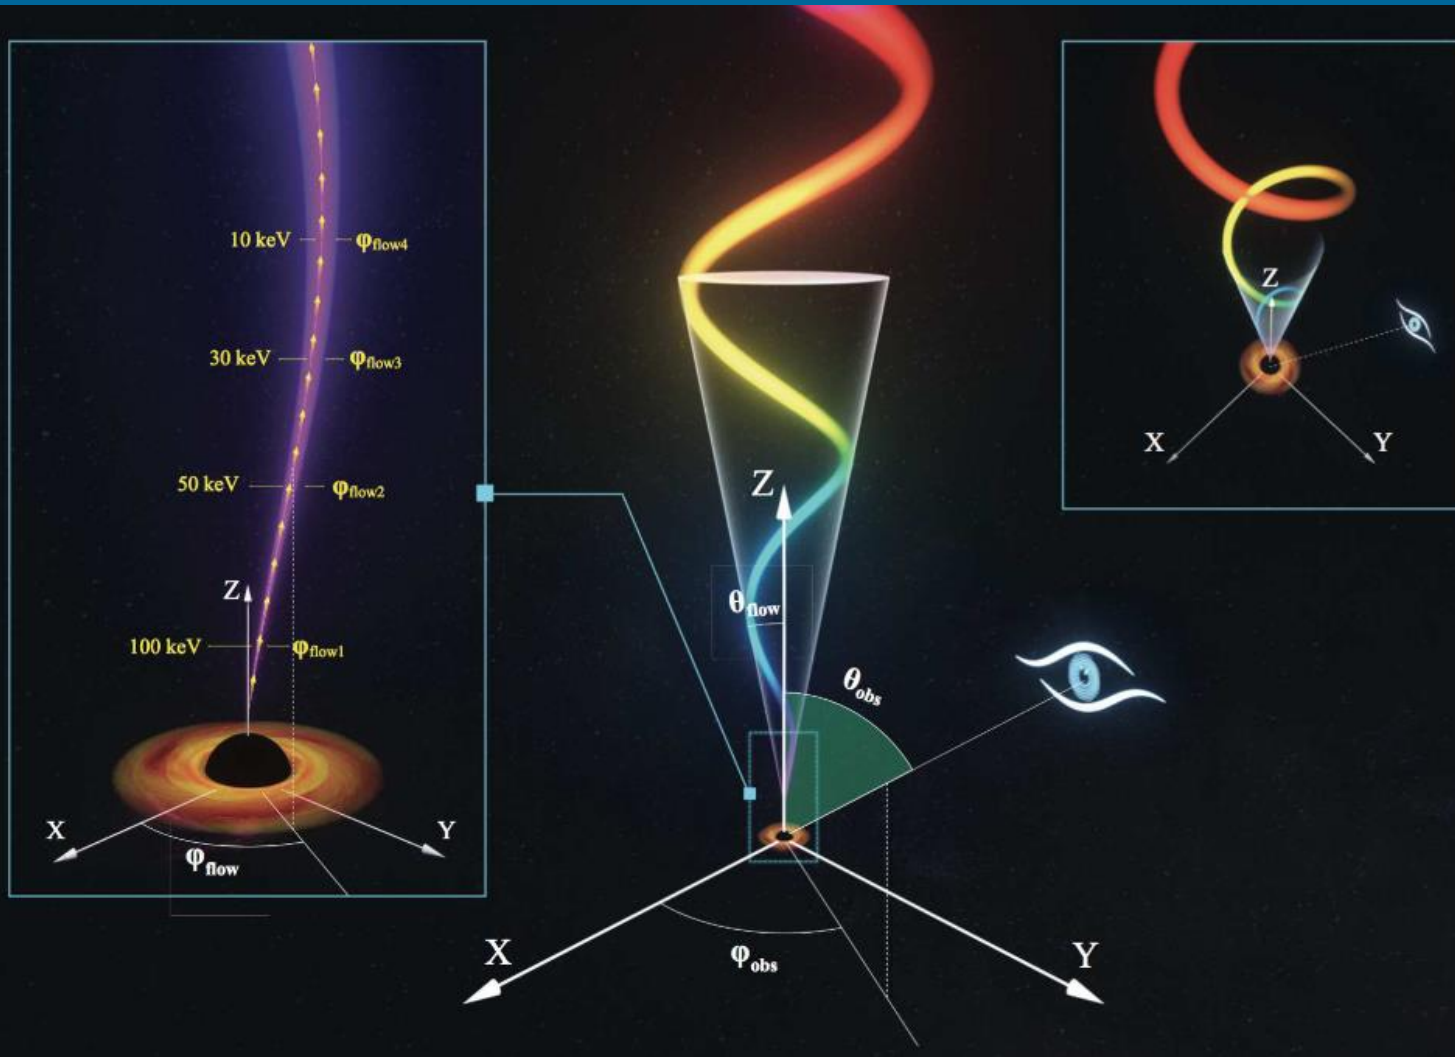 10 keV
φflow4
30 keV
φflow3
50 keV
φflow2
Z
100 keV
φflow1
X
Y
φflow
Z
θflow
θobs
X
Y
φobs
Z
X
Y